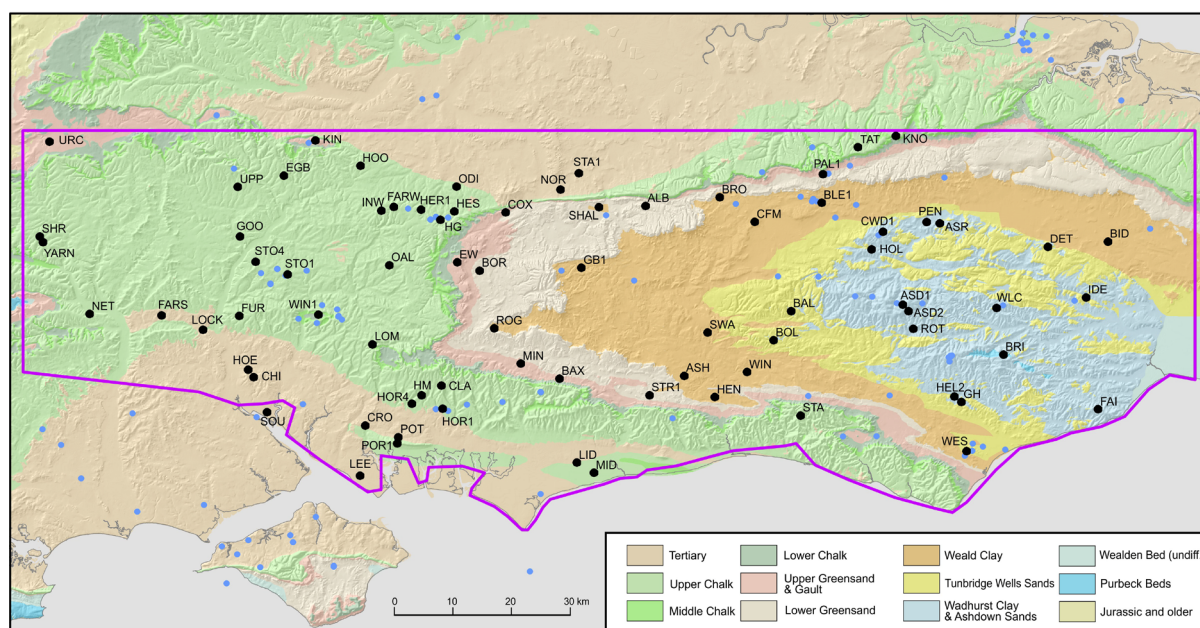 URC
KIN
TAT
KNO
HOO
STA1
PAL1
EGB
UPP
ODI
NOR
BRO
BLE1
INW
FARW
HER1
HES
COX
SHAL
ALB
HG
CFM
PEN
ASR
CWD1
SHR
YARN
GOO
HOL
DET
BID
STO4
STO1
OAL
EW
BOR
GB1
NET
FARS
FUR
WIN1
LOCK
BAL
ASD1
ASD2
WLC
IDE
ROG
SWA
BOL
ROT
LOM
HOE
CHI
MIN
BAX
BRI
ASH
WIN
HM
CLA
STR1
HEN
HEL2
GH
HOR4
HOR1
SOU
STA
FAI
CRO
POT
POR1
WES
LID
MID
LEE
0 10 20 30 km
Tertiary
Lower Chalk
Weald Clay
Wealden Bed (undiff
Upper Chalk
Upper Greensand
& Gault
Tunbridge Wells Sands
Purbeck Beds
Middle Chalk
Lower Greensand
Wadhurst Clay
& Ashdown Sands
Jurassic and older